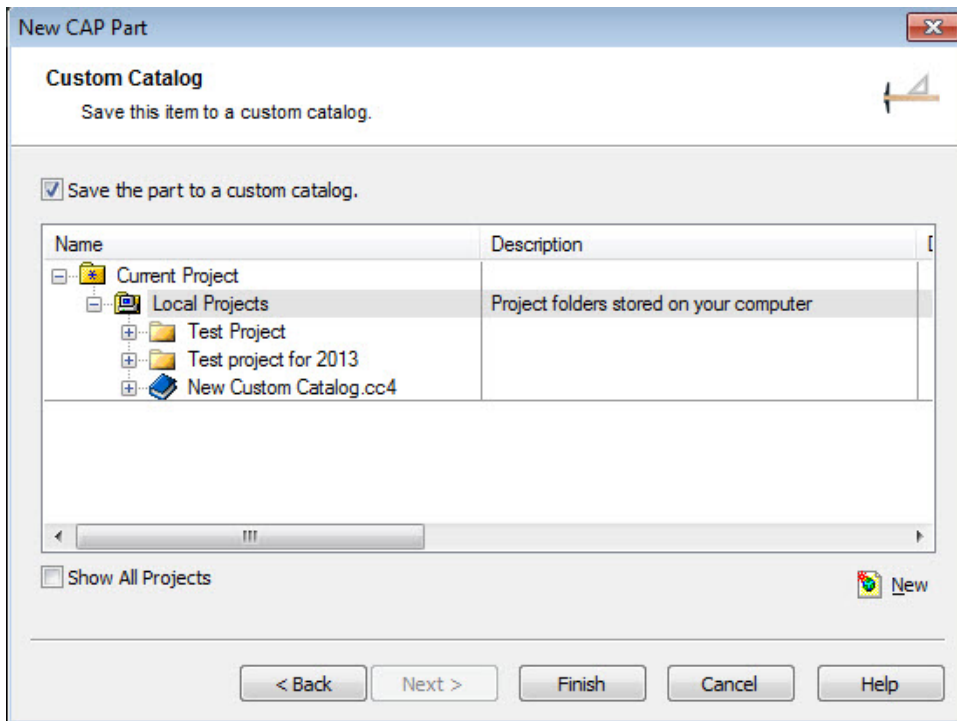 New CAP Part
Custom Catalog
Save this item to a custom catalog.
Save the part to a custom catalog.
Name Description
Current Project
Local Projects Project folders stored on your computer
Test Project
Test project for 2013
New Custom Catalog.cc4
Show All Projects
New
< Back Next > Finish Cancel Help